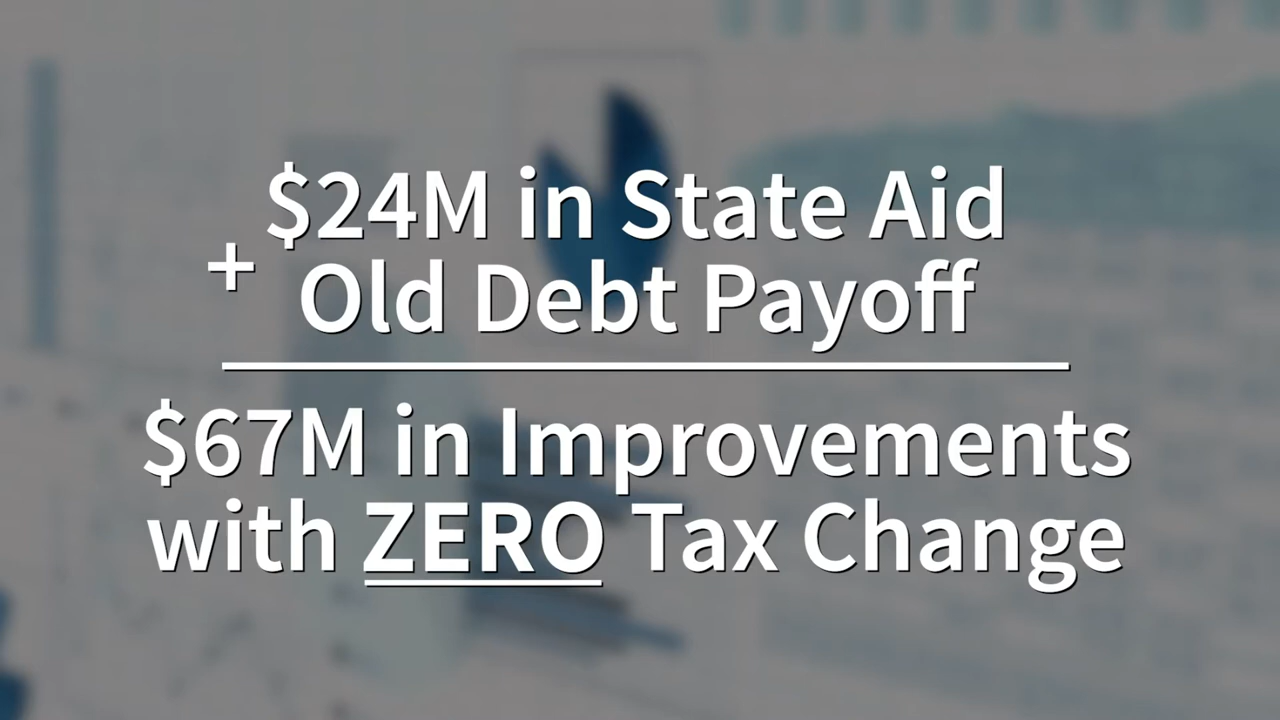 $24M in State Aid
+ Old Debt Payoff
$67M in Improvements
with ZERO Tax Change